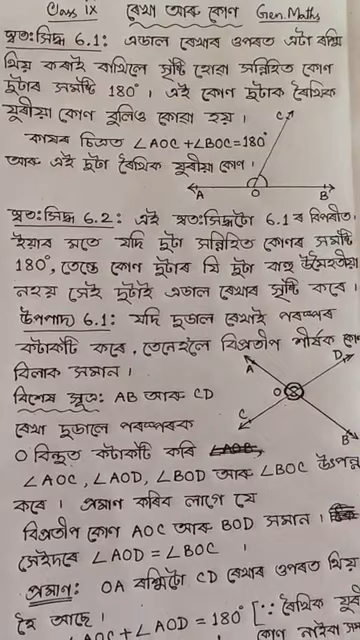 Class IX ৰেখা আৰু কোণ Gen. Maths
স্বতঃসিদ্ধ 6.1: এডাল ৰেখাৰ ওপৰত এটা ৰশ্মি
থিয় কৰাই ৰাখিলে সৃষ্টি হোৱা সন্নিহিত কোণ
দুটাৰ সমষ্টি 180°। এই কোণ দুটাক ৰৈখিক
যুৰীয়া কোণ বুলিও কোৱা হয়।
কাষৰ চিত্ৰত ∠AOC+∠BOC=180°
আৰু এই দুটা ৰৈখিক যুৰীয়া কোণ।
C
A O B
স্বতঃসিদ্ধ 6.2: এই স্বতঃসিদ্ধটো 6.1ৰ বিপৰীত।
ইয়াৰ মতে যদি দুটা সন্নিহিত কোণৰ সমষ্টি
180°, তেন্তে কোণ দুটাৰ যি দুটা বাহু উমৈহতীয়া
নহয় সেই দুটাই এডাল ৰেখাৰ সৃষ্টি কৰে।
উপপাদ্য 6.1: যদি দুডাল ৰেখাই পৰস্পৰ
কটাকটি কৰে, তেনেহলে বিপ্ৰতীপ শীৰ্ষক কোণ
বিলাক সমান।
A D
O
C B
বিশেষ সূত্ৰ: AB আৰু CD
ৰেখা দুডালে পৰস্পৰক
O বিন্দুত কটাকটি কৰি
∠AOC, ∠AOD, ∠BOD আৰু ∠BOC উৎপন্ন
কৰে। প্ৰমাণ কৰিব লাগে যে
বিপ্ৰতীপ কোণ AOC আৰু BOD সমান।
সেইদৰে ∠AOD = ∠BOC।
প্ৰমাণ: OA ৰশ্মিটো CD ৰেখাৰ ওপৰত থিয়
হৈ আছে।
∠AOC + ∠AOD = 180° [∵ ৰৈখিক যুৰী